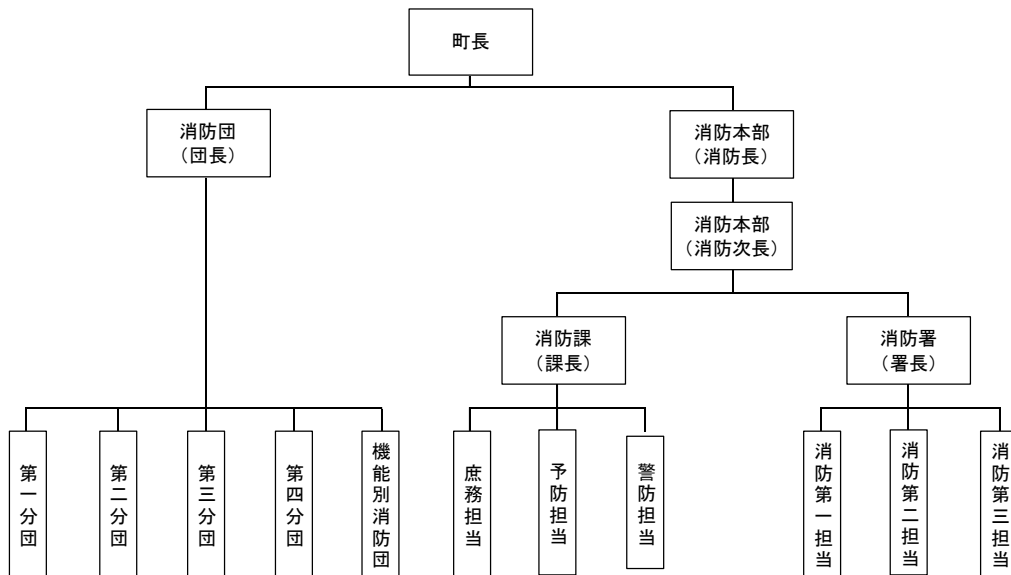 町長
消防団
（団長）
消防本部
（消防長）
消防本部
（消防次長）
消防課
（課長）
消防署
（署長）
第一分団
第二分団
第三分団
第四分団
機能別消防団
庶務担当
予防担当
警防担当
消防第一担当
消防第二担当
消防第三担当